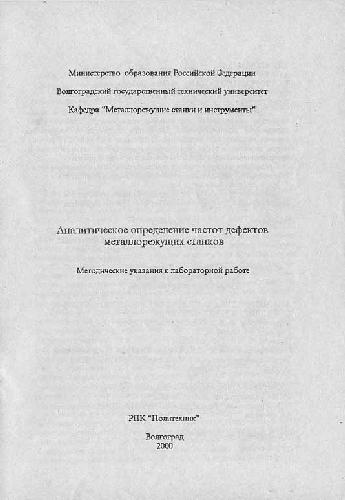 Министерство образования Российской Федерации
Волгоградский государственный технический университет
Кафедра "Металлорежущие станки и инструменты"
Аналитическое определение частот дефектов
металлорежущих станков
Методические указания к лабораторной работе
РПК "Политехник"
Волгоград
2000